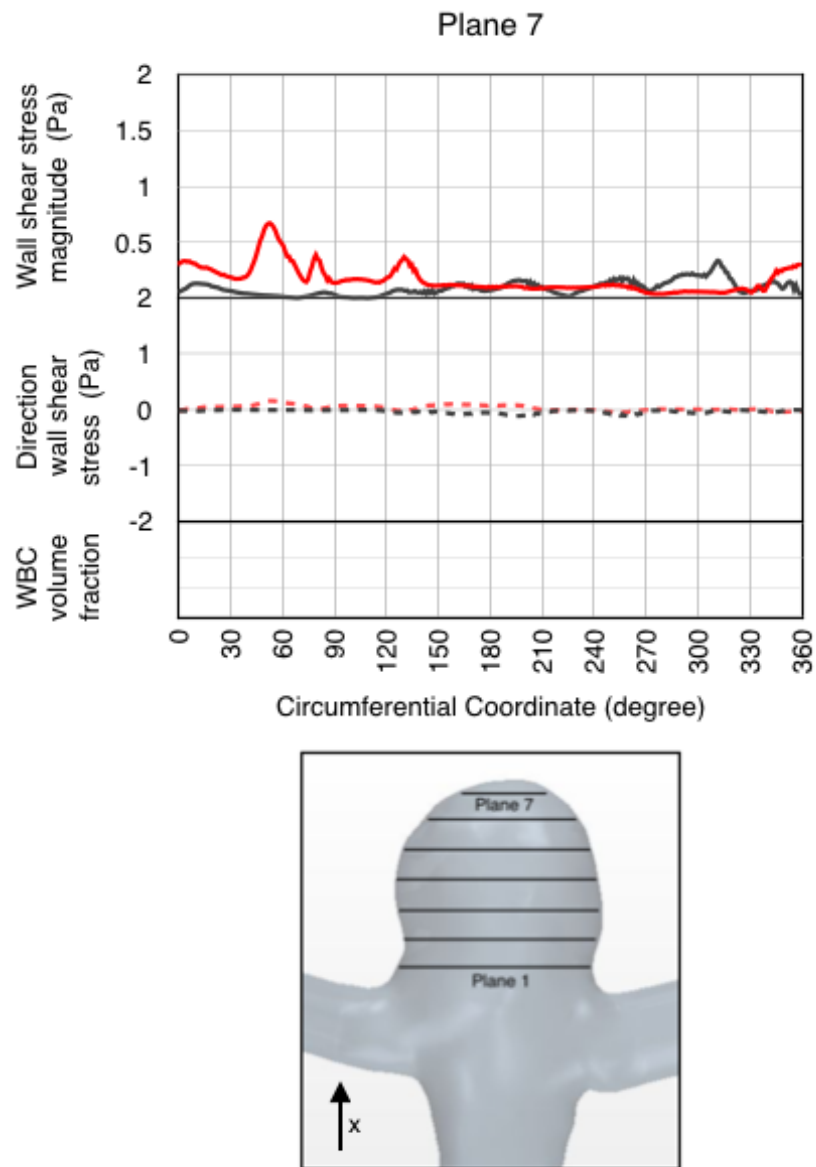 Plane 7
Wall shear stress
magnitude (Pa)
2
1.5
1
0.5
2
Direction
wall shear
stress (Pa)
1
0
-1
-2
WBC
volume
fraction
0 30 60 90 120 150 180 210 240 270 300 330 360
Circumferential Coordinate (degree)
Plane 7
Plane 1
x